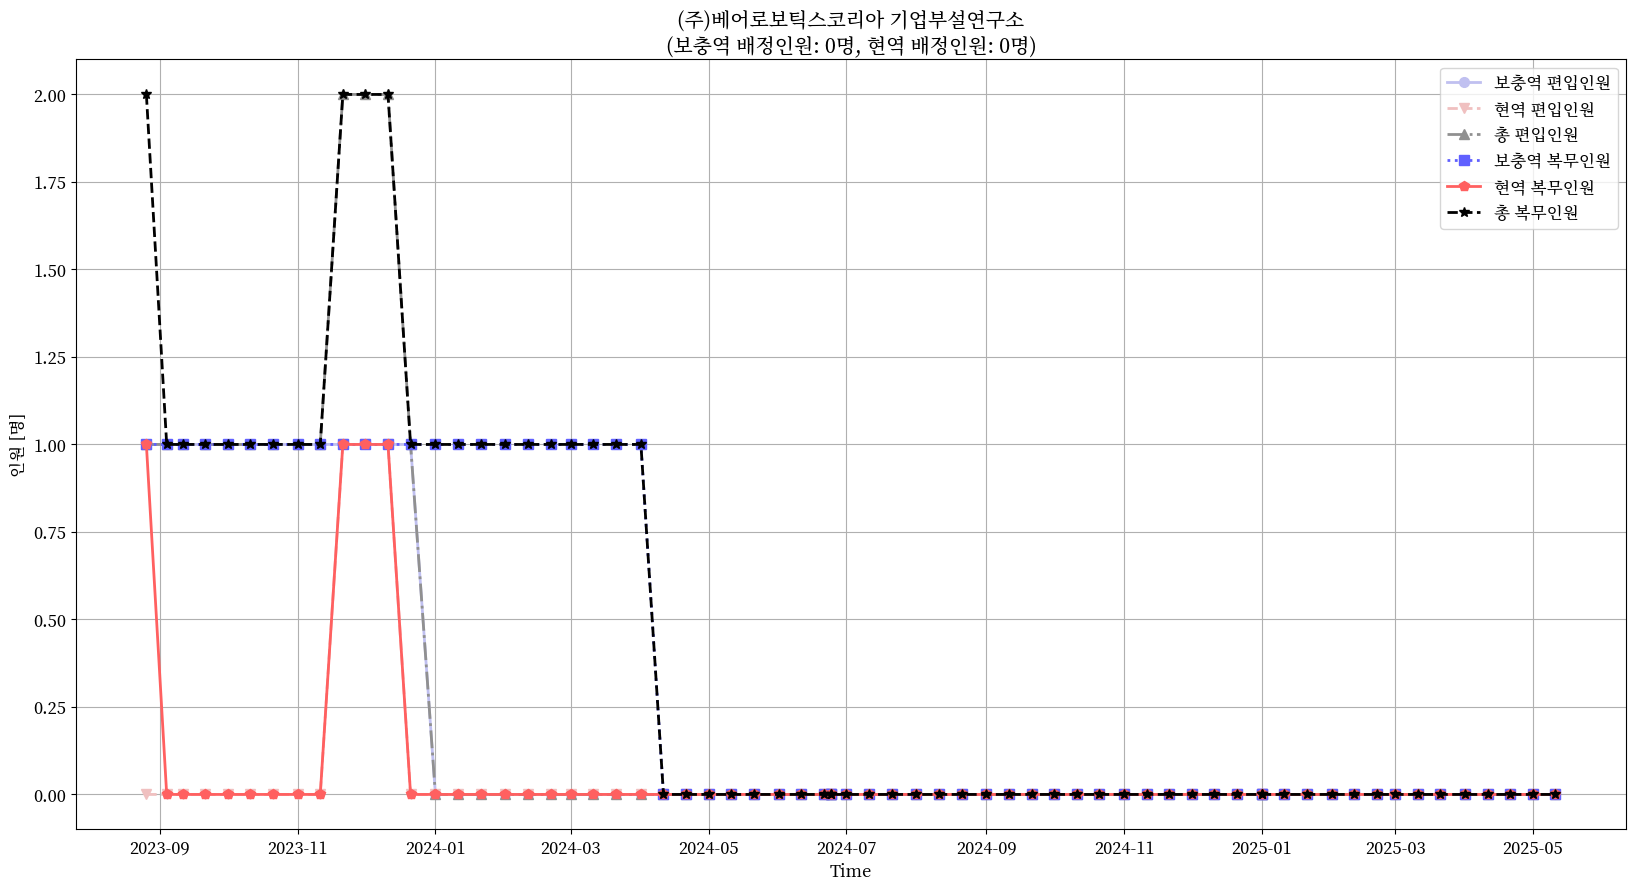 (주)베어로보틱스코리아 기업부설연구소
(보충역 배정인원: 0명, 현역 배정인원: 0명)
보충역 편입인원
현역 편입인원
총 편입인원
보충역 복무인원
현역 복무인원
총 복무인원
인원 [명]
2.00
1.75
1.50
1.25
1.00
0.75
0.50
0.25
0.00
2023-09 2023-11 2024-01 2024-03 2024-05 2024-07 2024-09 2024-11 2025-01 2025-03 2025-05
Time